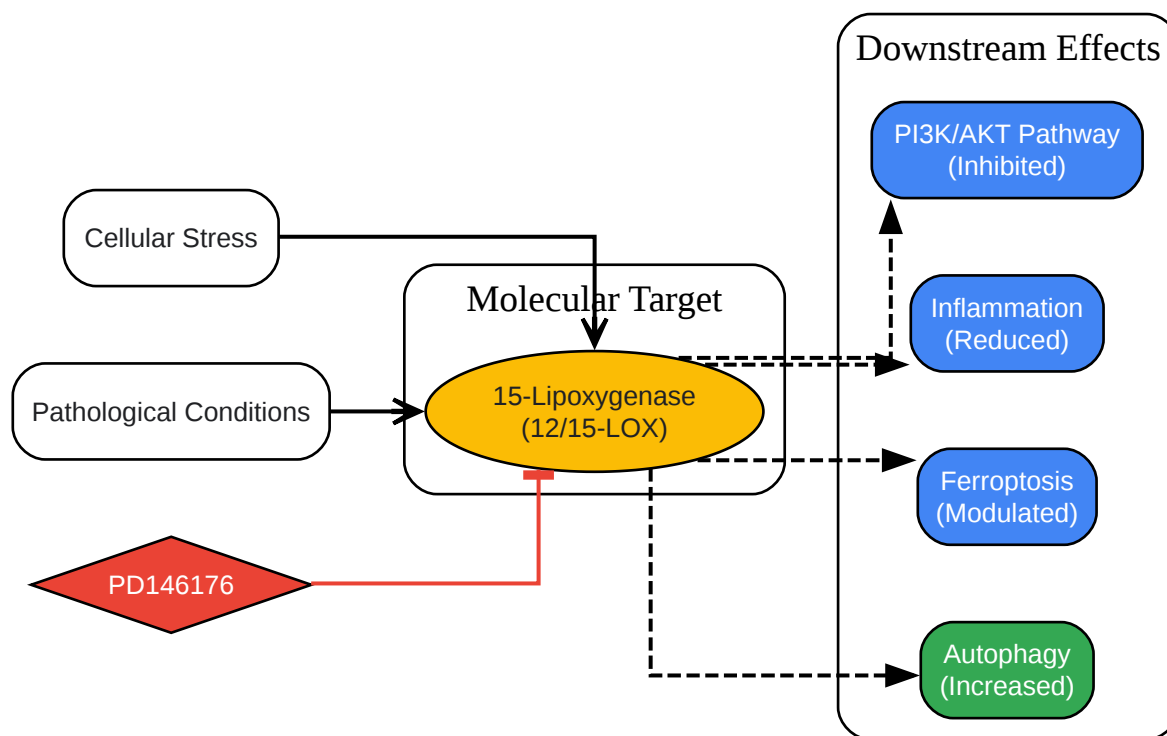 Downstream Effects
PI3K/AKT Pathway
(Inhibited)
Cellular Stress
Molecular Target
Inflammation
(Reduced)
Pathological Conditions
15-Lipoxygenase
(12/15-LOX)
Ferroptosis
(Modulated)
PD146176
Autophagy
(Increased)